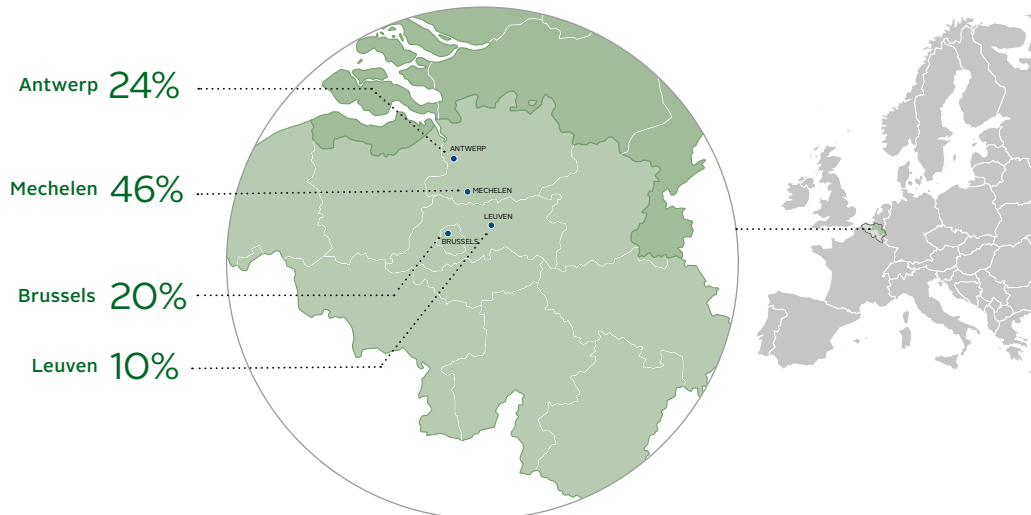 Antwerp 24%
ANTWERP
Mechelen 46%
MECHELEN
LEUVEN
BRUSSELS
Brussels 20%
Leuven 10%